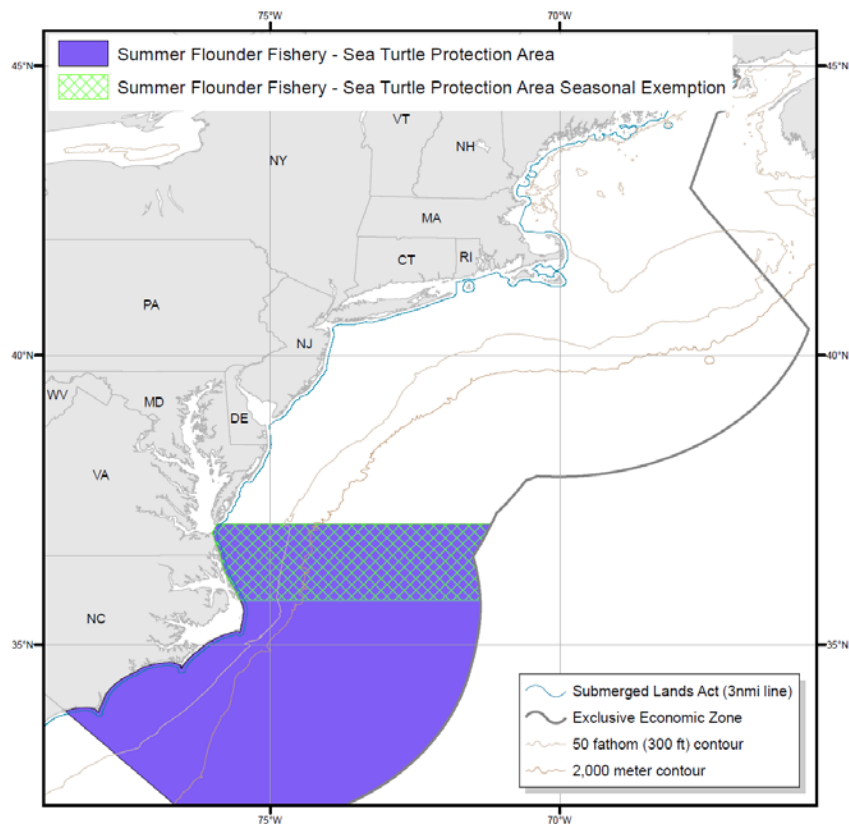 75°W 70°W
Summer Flounder Fishery - Sea Turtle Protection Area
45°N 45°N
Summer Flounder Fishery - Sea Turtle Protection Area Seasonal Exemption
VT
NH
NY
MA
CT RI
PA
NJ
40°N 40°N
WV
MD
DE
VA
NC
35°N 35°N
Submerged Lands Act (3nmi line)
Exclusive Economic Zone
50 fathom (300 ft) contour
2,000 meter contour
75°W 70°W